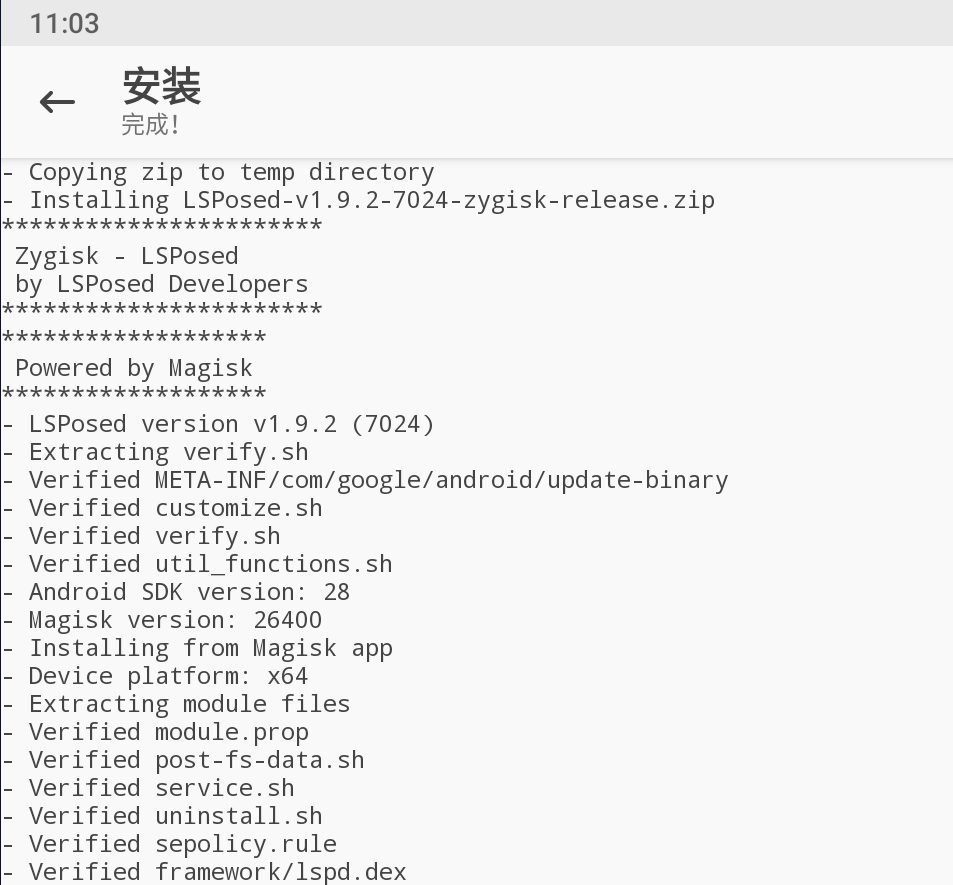 11:03
安装
完成！
- Copying zip to temp directory
- Installing LSPosed-v1.9.2-7024-zygisk-release.zip
***********************
Zygisk - LSPosed
by LSPosed Developers
***********************
*******************
Powered by Magisk
*******************
- LSPosed version v1.9.2 (7024)
- Extracting verify.sh
- Verified META-INF/com/google/android/update-binary
- Verified customize.sh
- Verified verify.sh
- Verified util_functions.sh
- Android SDK version: 28
- Magisk version: 26400
- Installing from Magisk app
- Device platform: x64
- Extracting module files
- Verified module.prop
- Verified post-fs-data.sh
- Verified service.sh
- Verified uninstall.sh
- Verified sepolicy.rule
- Verified framework/lspd.dex